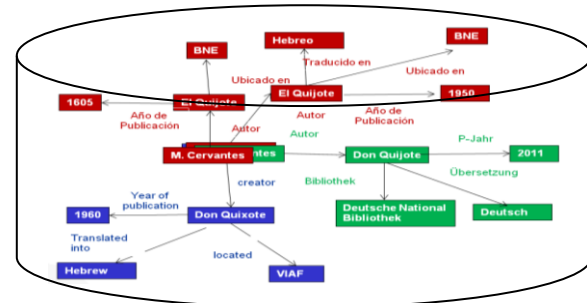 Hebreo
BNE
BNE
Traducido en
Ubicado en
Ubicado en
1605
El Quijote
El Quijote
1950
Año de
Publicación
Autor
Año de
Publicación
Autor
Autor
P-Jahr
M. Cervantes
ntes
Don Quijote
2011
Bibliothek
Übersetzung
creator
Year of
publication
1960
Don Quixote
Deutsche National
Bibliothek
Deutsch
Translated
into
located
Hebrew
VIAF